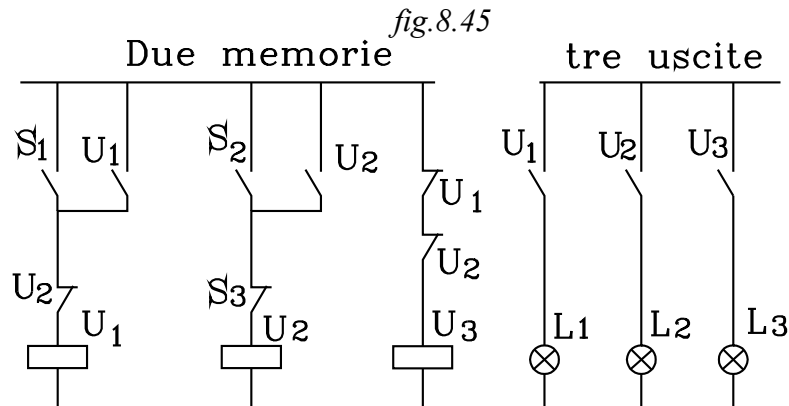 fig.8.45
Due memorie
tre uscite
S1
U1
S2
U2
U1
U2
U3
U1
U2
U2
S3
U1
U2
U3
L1
L2
L3